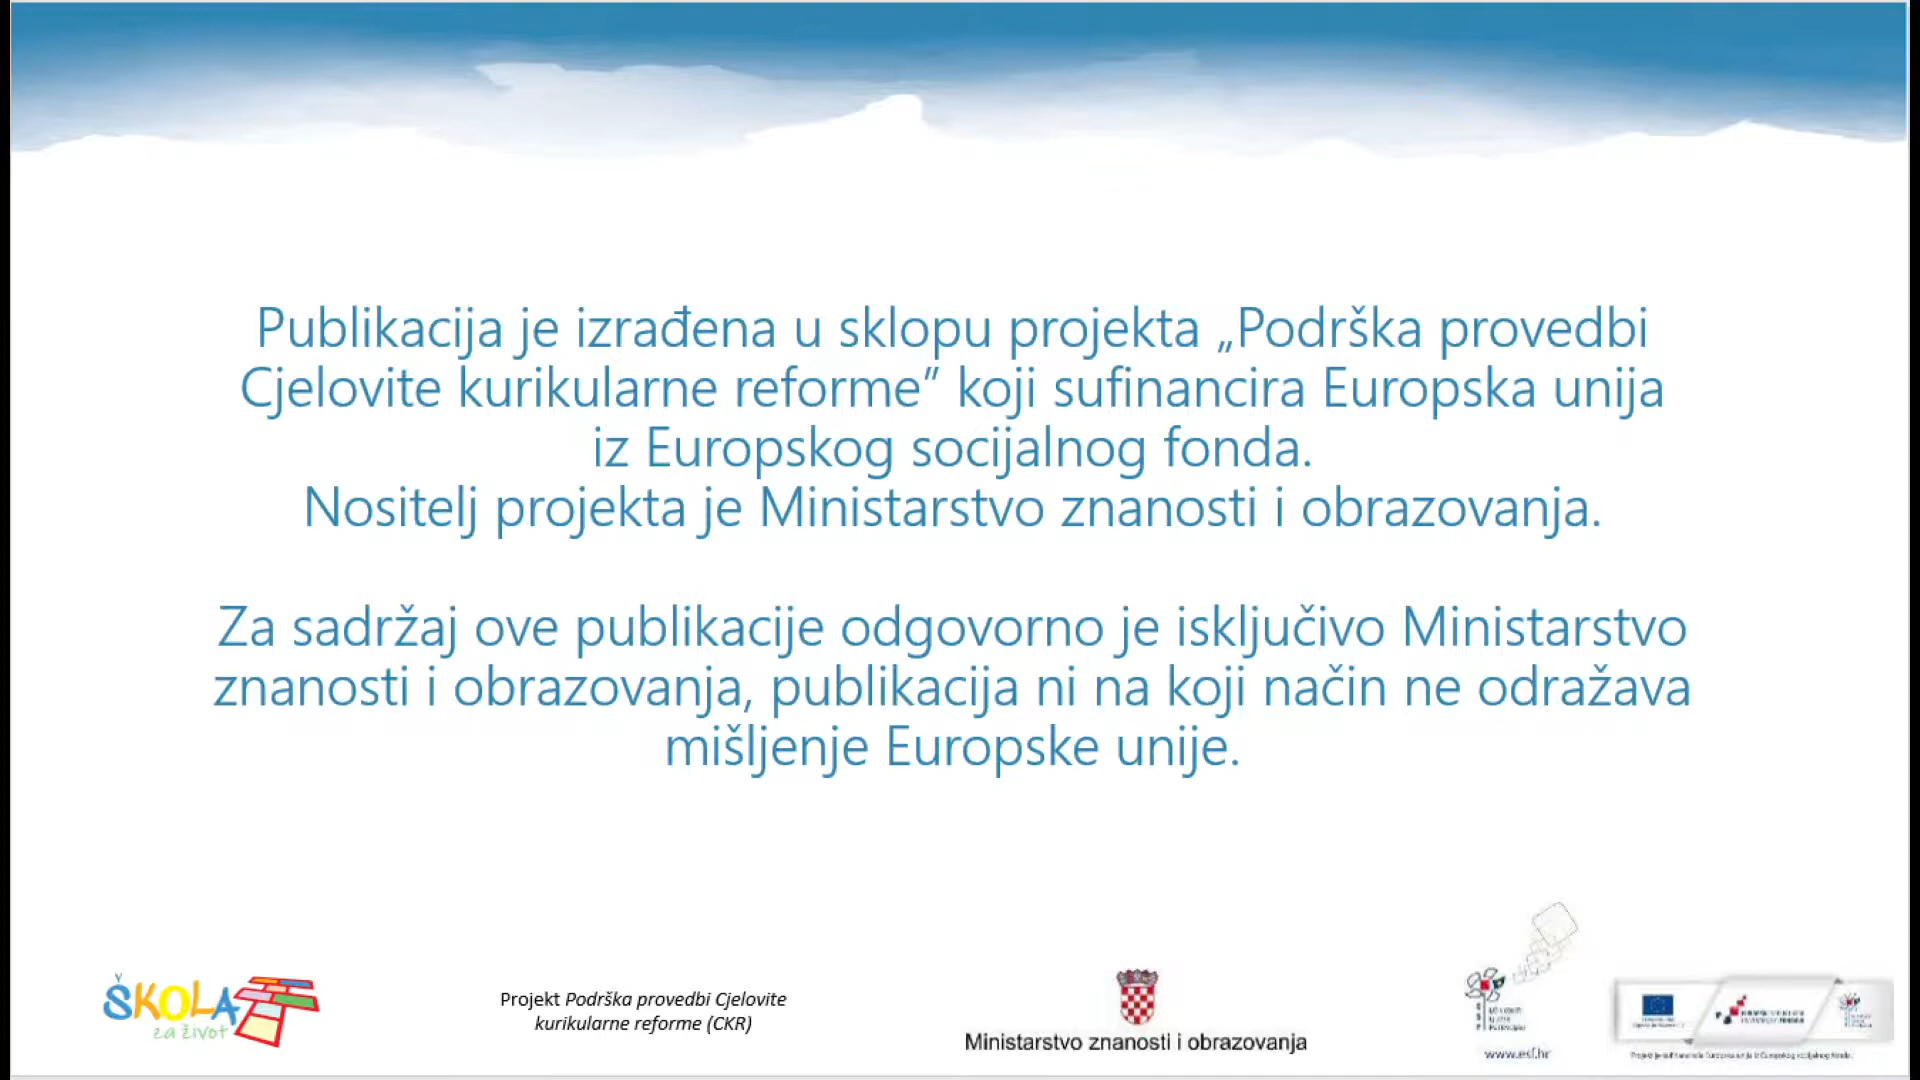 Publikacija je izrađena u sklopu projekta „Podrška provedbi
Cjelovite kurikularne reforme” koji sufinancira Europska unija
iz Europskog socijalnog fonda.
Nositelj projekta je Ministarstvo znanosti i obrazovanja.
Za sadržaj ove publikacije odgovorno je isključivo Ministarstvo
znanosti i obrazovanja, publikacija ni na koji način ne odražava
mišljenje Europske unije.
ŠKOLA
za život
Projekt Podrška provedbi Cjelovite
kurikularne reforme (CKR)
Ministarstvo znanosti i obrazovanja
www.esf.hr